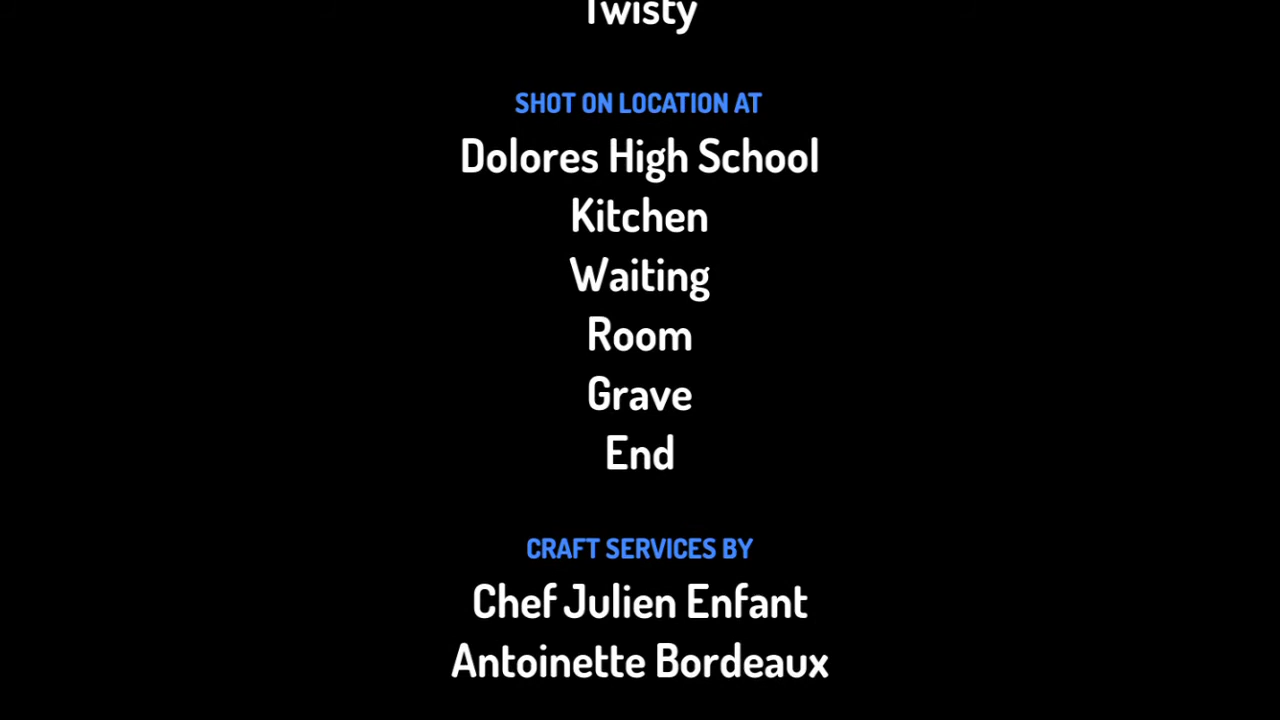 Twisty
SHOT ON LOCATION AT
Dolores High School
Kitchen
Waiting
Room
Grave
End
CRAFT SERVICES BY
Chef Julien Enfant
Antoinette Bordeaux